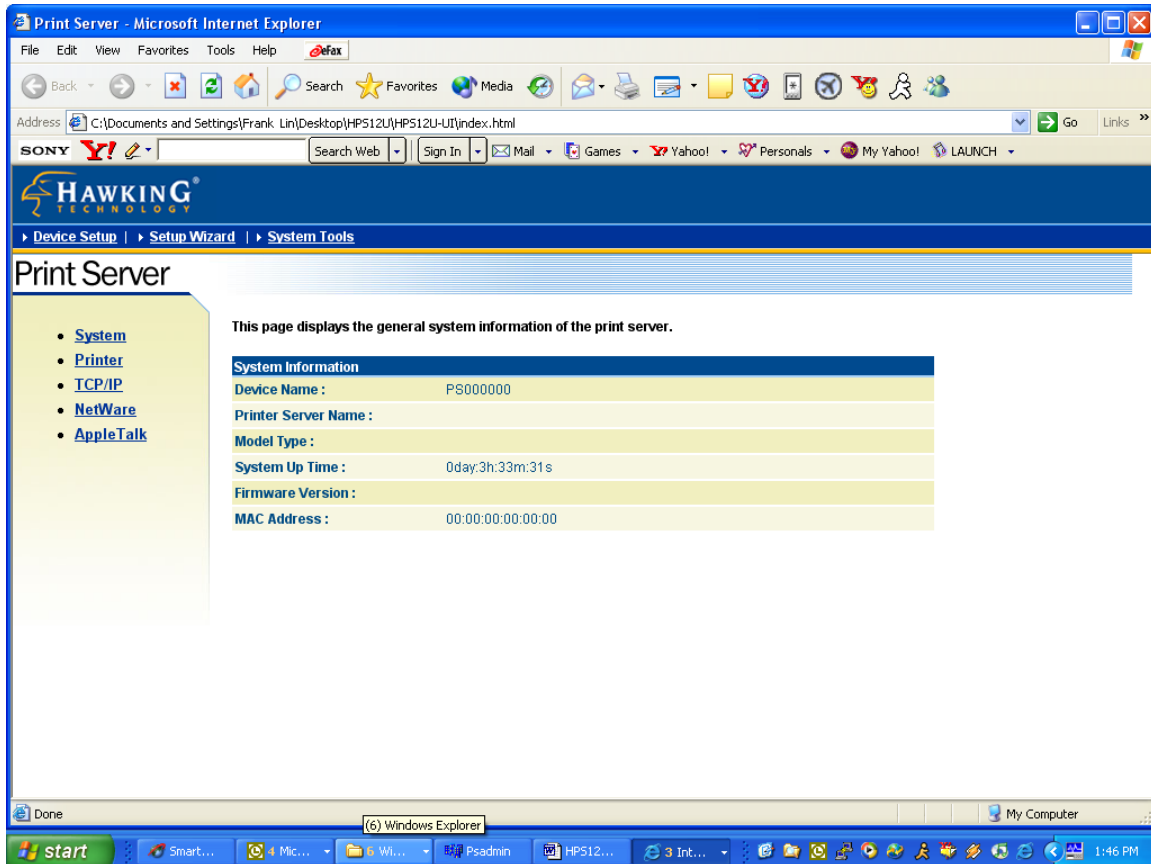 Print Server - Microsoft Internet Explorer
File Edit View Favorites Tools Help eFax
Back Search Favorites Media
Address C:\Documents and Settings\Frank Lin\Desktop\HPS12U\HPS12U-UI\index.html Go Links »
SONY Y! Search Web Sign In Mail Games Yahoo! Personals My Yahoo! LAUNCH
HAWKING®
TECHNOLOGY
Device Setup | Setup Wizard | System Tools
Print Server
System
Printer
TCP/IP
NetWare
AppleTalk
This page displays the general system information of the print server.
System Information
Device Name : PS000000
Printer Server Name :
Model Type :
System Up Time : 0day:3h:33m:31s
Firmware Version :
MAC Address : 00:00:00:00:00:00
Done My Computer
(6) Windows Explorer
start Smart... 4 Mic... 6 Wi... Psadmin HPS12... 3 Int... 1:46 PM